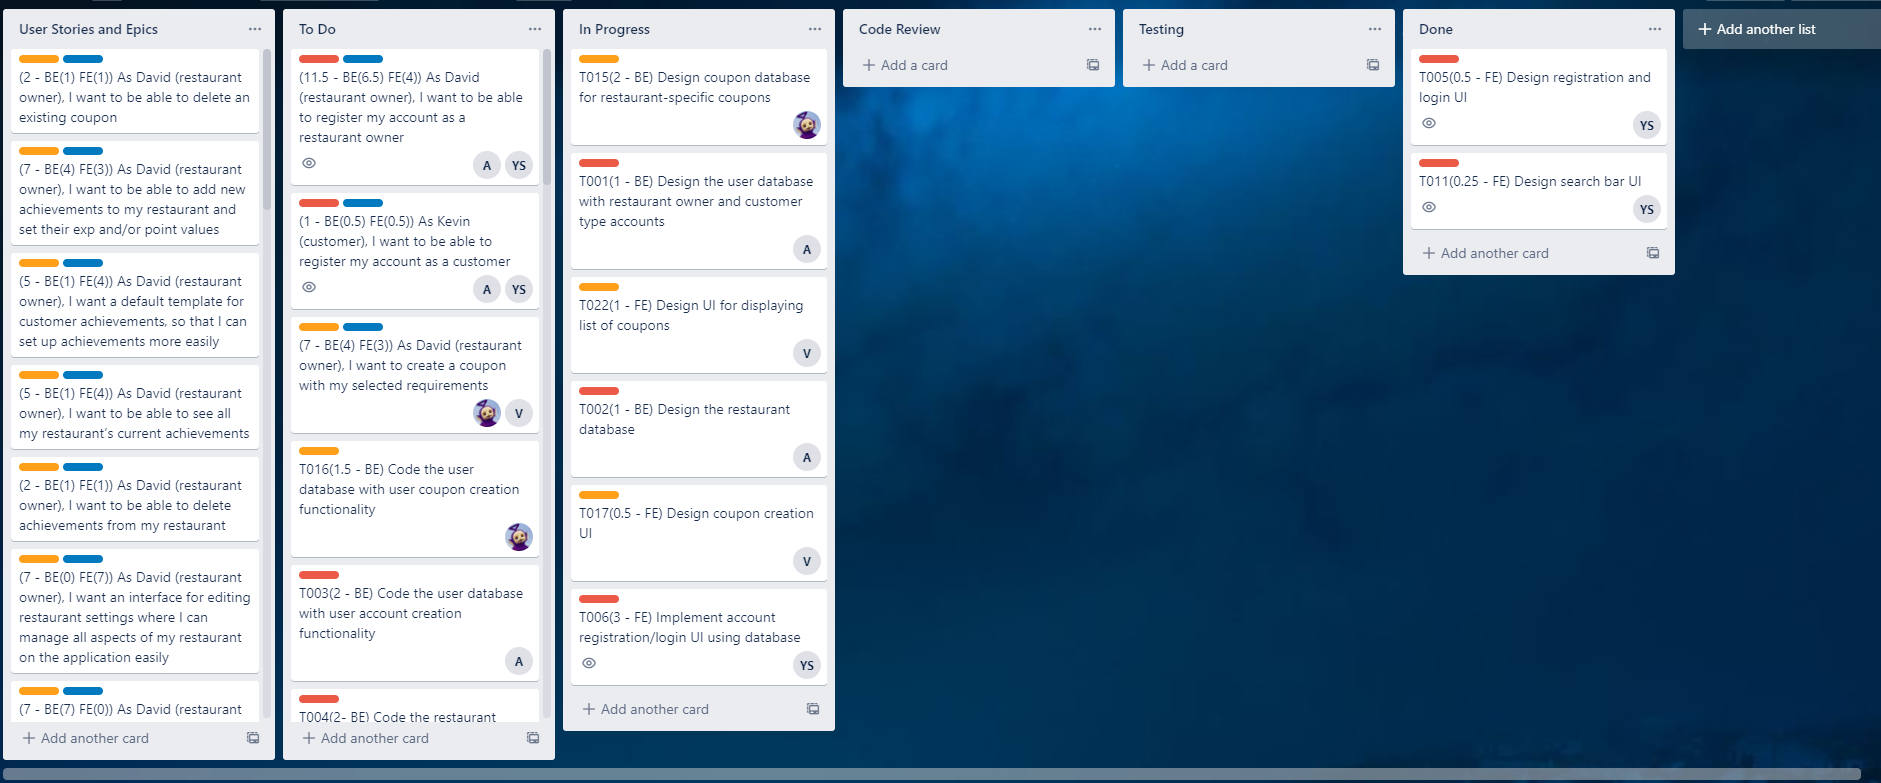 User Stories and Epics
(2 - BE(1) FE(1)) As David (restaurant
owner), I want to be able to delete an
existing coupon
(7 - BE(4) FE(3)) As David (restaurant
owner), I want to be able to add new
achievements to my restaurant and
set their exp and/or point values
(5 - BE(1) FE(4)) As David (restaurant
owner), I want a default template for
customer achievements, so that I can
set up achievements more easily
(5 - BE(1) FE(4)) As David (restaurant
owner), I want to be able to see all
my restaurant's current achievements
(2 - BE(1) FE(1)) As David (restaurant
owner), I want to be able to delete
achievements from my restaurant
(7 - BE(0) FE(7)) As David (restaurant
owner), I want an interface for editing
restaurant settings where I can
manage all aspects of my restaurant
on the application easily
(7 - BE(7) FE(0)) As David (restaurant
Add another card
To Do
(11.5 - BE(6.5) FE(4)) As David
(restaurant owner), I want to be able
to register my account as a
restaurant owner
A YS
(1 - BE(0.5) FE(0.5)) As Kevin
(customer), I want to be able to
register my account as a customer
A YS
(7 - BE(4) FE(3)) As David (restaurant
owner), I want to create a coupon
with my selected requirements
V
T016(1.5 - BE) Code the user
database with user coupon creation
functionality
T003(2 - BE) Code the user database
with user account creation
functionality
A
T004(2- BE) Code the restaurant
Add another card
In Progress
T015(2 - BE) Design coupon database
for restaurant-specific coupons
T001(1 - BE) Design the user database
with restaurant owner and customer
type accounts
A
T022(1 - FE) Design UI for displaying
list of coupons
V
T002(1 - BE) Design the restaurant
database
A
T017(0.5 - FE) Design coupon creation
UI
V
T006(3 - FE) Implement account
registration/login UI using database
YS
Add another card
Code Review
Add a card
Testing
Add a card
Done
T005(0.5 - FE) Design registration and
login UI
YS
T011(0.25 - FE) Design search bar UI
YS
Add another card
Add another list